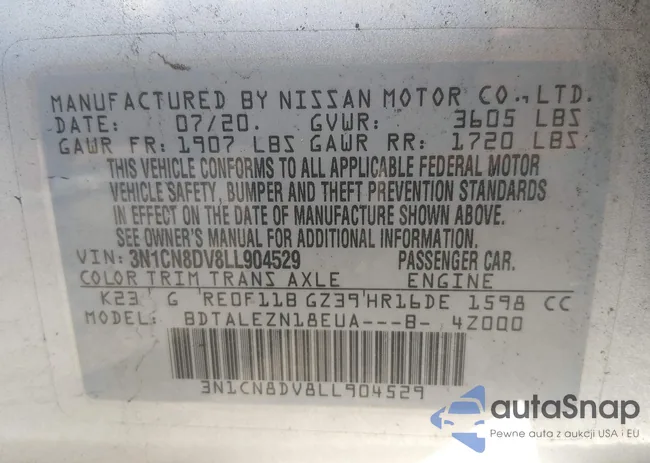 MANUFACTURED BY NISSAN MOTOR CO., LTD.
DATE: 07/20. GVWR: 3605 LBS
GAWR FR: 1907 LBS GAWR RR: 1720 LBS
THIS VEHICLE CONFORMS TO ALL APPLICABLE FEDERAL MOTOR
VEHICLE SAFETY, BUMPER AND THEFT PREVENTION STANDARDS
IN EFFECT ON THE DATE OF MANUFACTURE SHOWN ABOVE.
SEE OWNER'S MANUAL FOR ADDITIONAL INFORMATION.
VIN: 3N1CN8DV8LL904529 PASSENGER CAR.
COLOR TRIM TRANS AXLE ENGINE
K23 G RE0F11B GZ39 HR16DE 1598 CC
MODEL: BDTALEZN18EUA---B- 4Z0Q0
3N1CN8DV8LL904529
autoSnap
Pewne auta z aukcji USA i EU